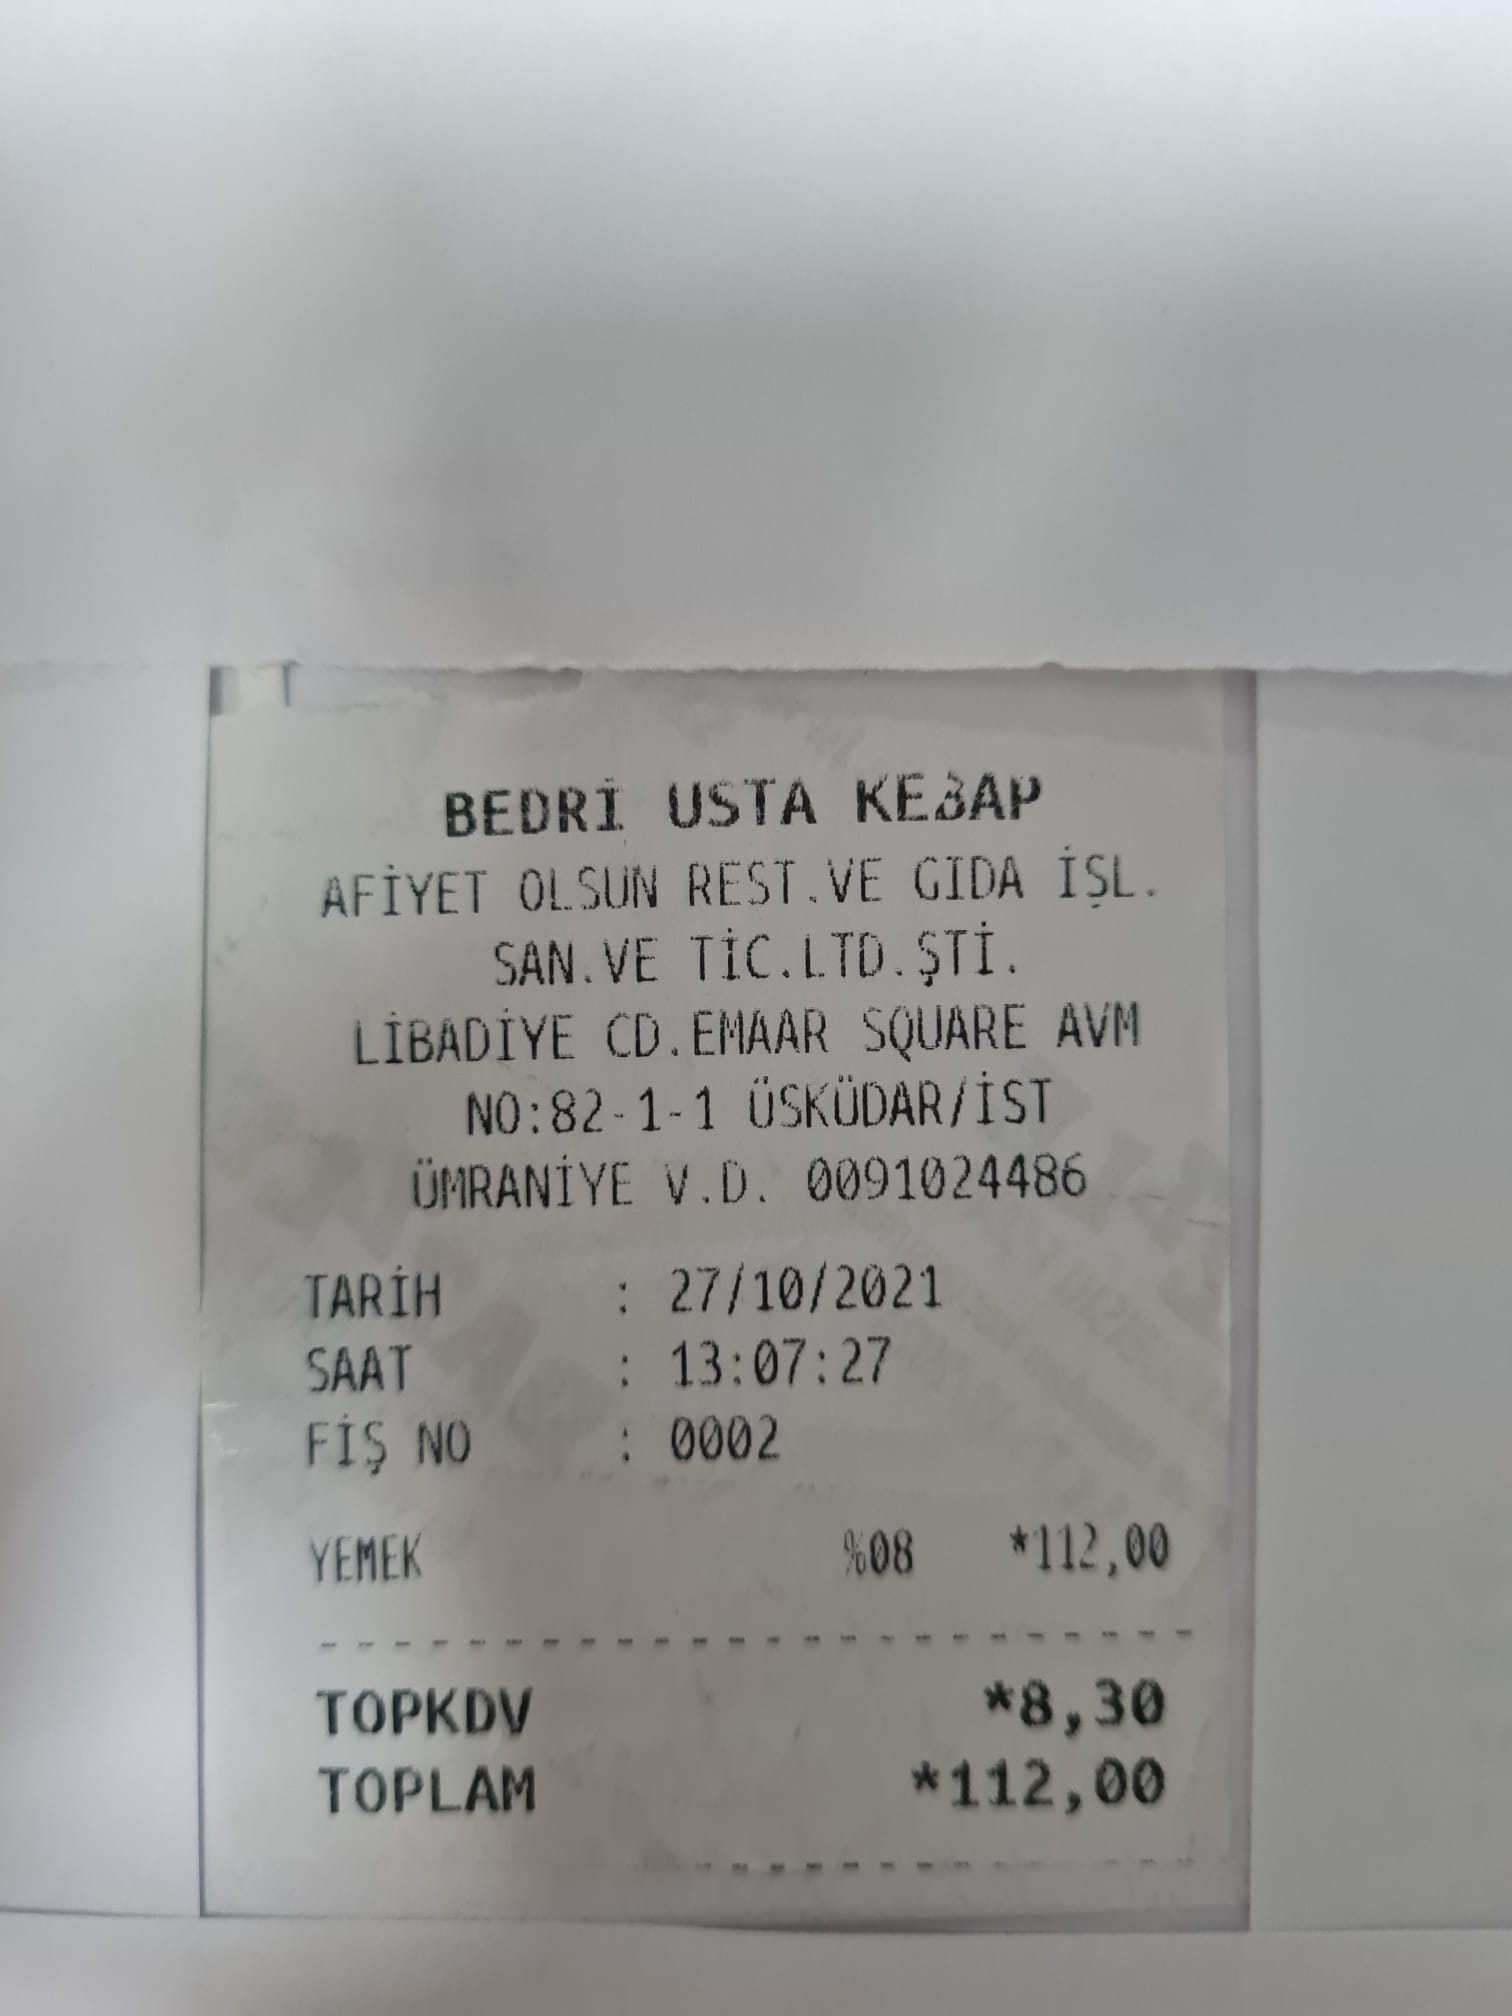 BEDRİ USTA KEBAP
AFİYET OLSUN REST.VE GIDA İŞL.
SAN.VE TİC.LTD.ŞTİ.
LİBADİYE CD.EMAAR SQUARE AVM
NO:82-1-1 ÜSKÜDAR/İST
ÜMRANİYE V.D. 0091024486
TARİH : 27/10/2021
SAAT : 13:07:27
FİŞ NO : 0002
YEMEK %08 *112,00
TOPKDV *8,30
TOPLAM *112,00